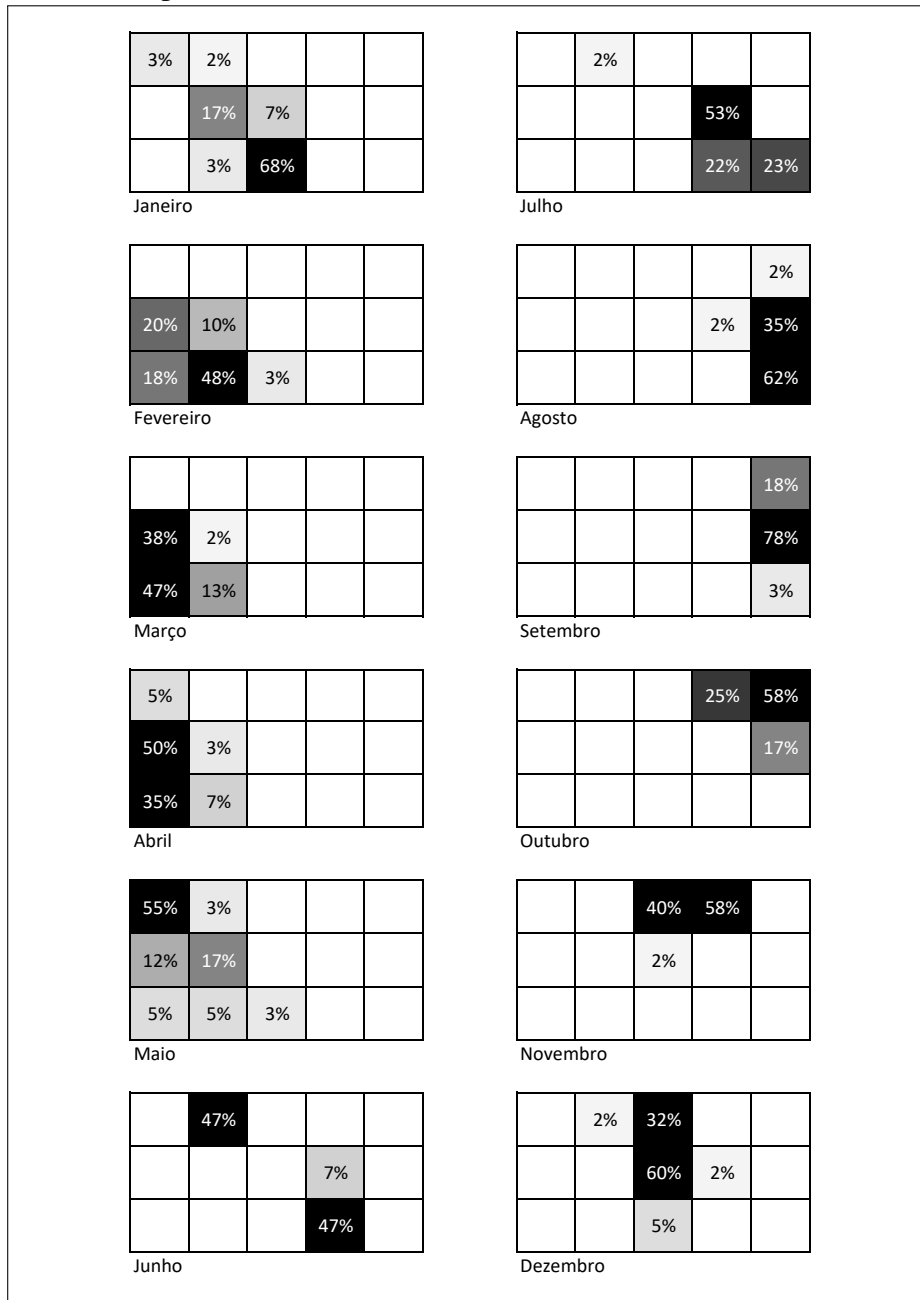 3% 2%
17% 7%
3% 68%
Janeiro
20% 10%
18% 48% 3%
Fevereiro
38% 2%
47% 13%
Março
5%
50% 3%
35% 7%
Abril
55% 3%
12% 17%
5% 5% 3%
Maio
47%
7%
47%
Junho
2%
53%
22% 23%
Julho
2%
2% 35%
62%
Agosto
18%
78%
3%
Setembro
25% 58%
17%
Outubro
40% 58%
2%
Novembro
2% 32%
60% 2%
5%
Dezembro